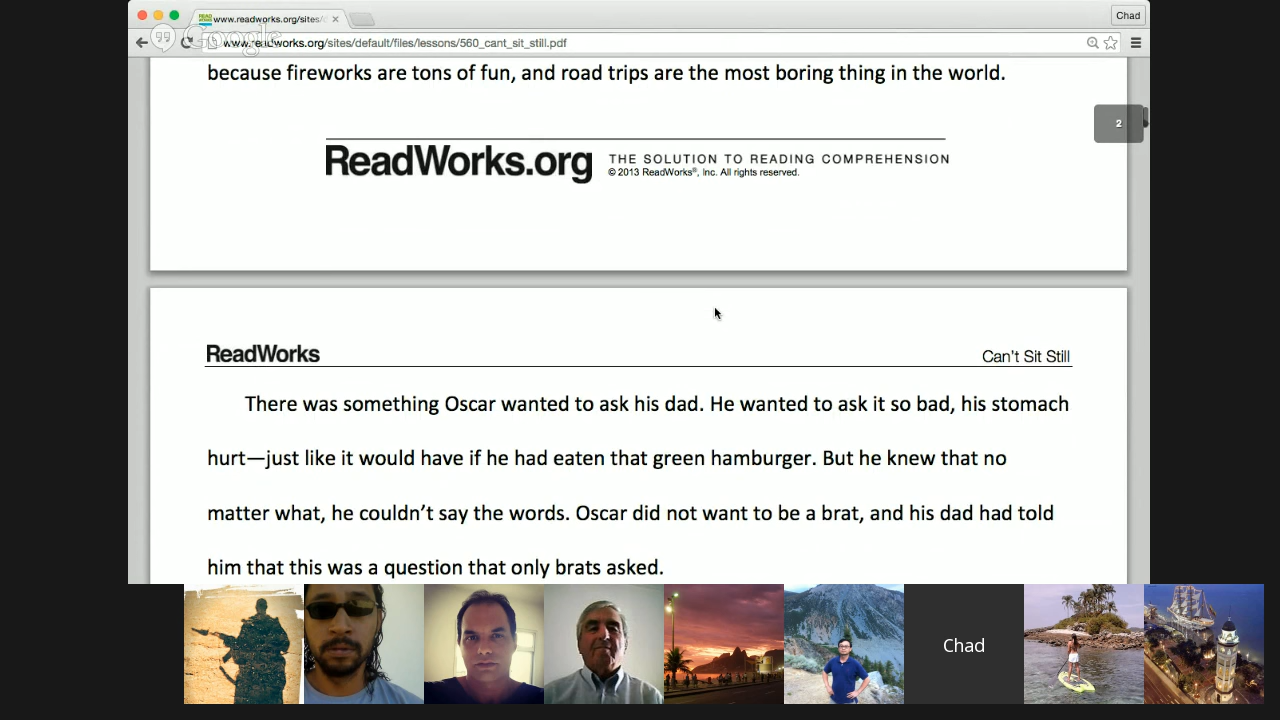 www.readworks.org/sites/
Chad
Google
www.readworks.org/sites/default/files/lessons/560_cant_sit_still.pdf
because fireworks are tons of fun, and road trips are the most boring thing in the world.
2
ReadWorks.org THE SOLUTION TO READING COMPREHENSION
© 2013 ReadWorks®, Inc. All rights reserved.
ReadWorks Can't Sit Still
There was something Oscar wanted to ask his dad. He wanted to ask it so bad, his stomach
hurt—just like it would have if he had eaten that green hamburger. But he knew that no
matter what, he couldn’t say the words. Oscar did not want to be a brat, and his dad had told
him that this was a question that only brats asked.
Chad